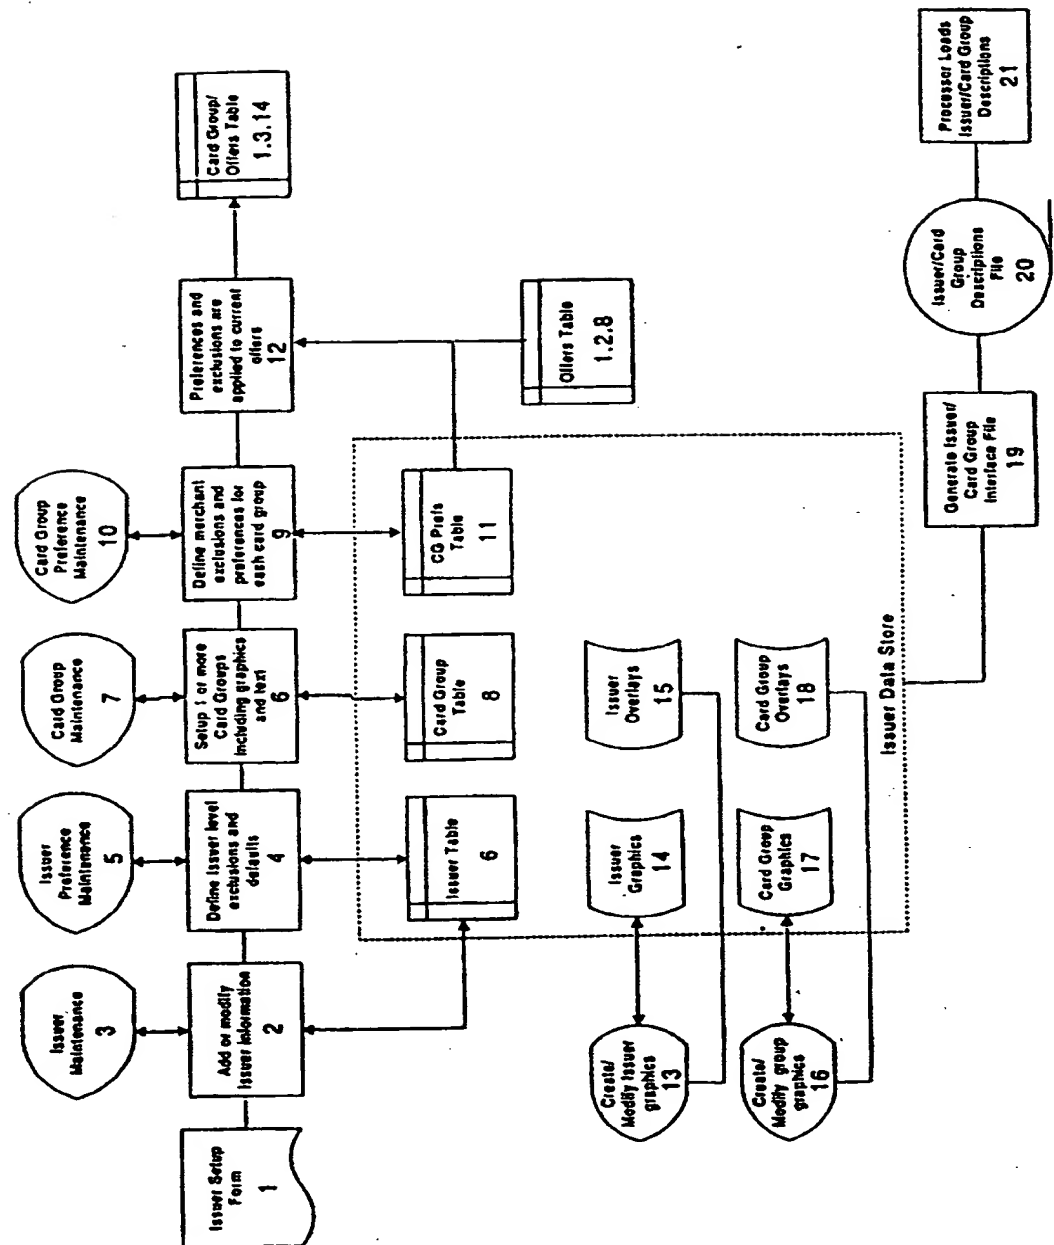 Issuer Setup
Form
1
Add or modify
Issuer Information
2
Issuer
Maintenance
3
Define Issuer level
exclusions and
defaults
4
Issuer
Preference
Maintenance
5
Setup 1 or more
Card Groups
Including graphics
and text
6
Card Group
Maintenance
7
Define merchant
exclusions and
preferences for
each card group
9
Card Group
Preference
Maintenance
10
Preferences and
exclusions are
applied to current
offers
12
Card Group/
Offers Table
1.3.14
Issuer Table
6
Card Group
Table
8
CG Prefs
Table
11
Offers Table
1.2.8
Create/
Modify Issuer
graphics
13
Issuer
Graphics
14
Issuer
Overlays
15
Create/
Modify group
graphics
16
Card Group
Graphics
17
Card Group
Overlays
18
Issuer Data Store
Generate Issuer/
Card Group
Interface File
19
Issuer/Card
Group
Descriptions
File
20
Processor Loads
Issuer/Card Group
Descriptions
21